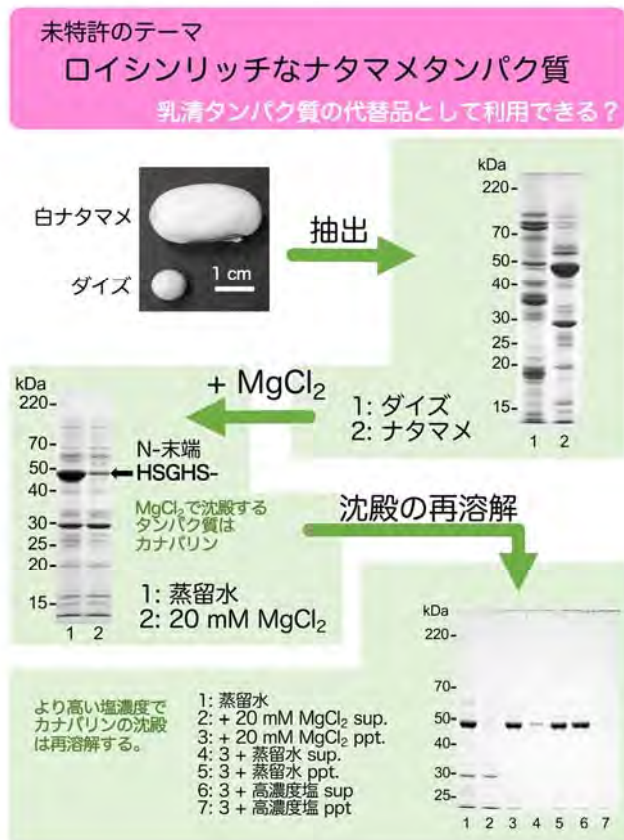 未特許のテーマ
ロイシンリッチなナタマメタンパク質
乳清タンパク質の代替品として利用できる？
白ナタマメ
ダイズ
1 cm
抽出
kDa
220-
70-
50-
40-
30-
25-
20-
15-
1 2
1: ダイズ
2: ナタマメ
+ MgCl₂
kDa
220-
70-
50-
40-
30-
25-
20-
15-
1 2
N-末端
HSGHS-
MgCl₂で沈殿する
タンパク質は
カナバリン
1: 蒸留水
2: 20 mM MgCl₂
沈殿の再溶解
kDa
220-
70-
50-
40-
30-
25-
1 2 3 4 5 6 7
より高い塩濃度で
カナバリンの沈殿
は再溶解する。
1: 蒸留水
2: + 20 mM MgCl₂ sup.
3: + 20 mM MgCl₂ ppt.
4: 3 + 蒸留水 sup.
5: 3 + 蒸留水 ppt.
6: 3 + 高濃度塩 sup
7: 3 + 高濃度塩 ppt